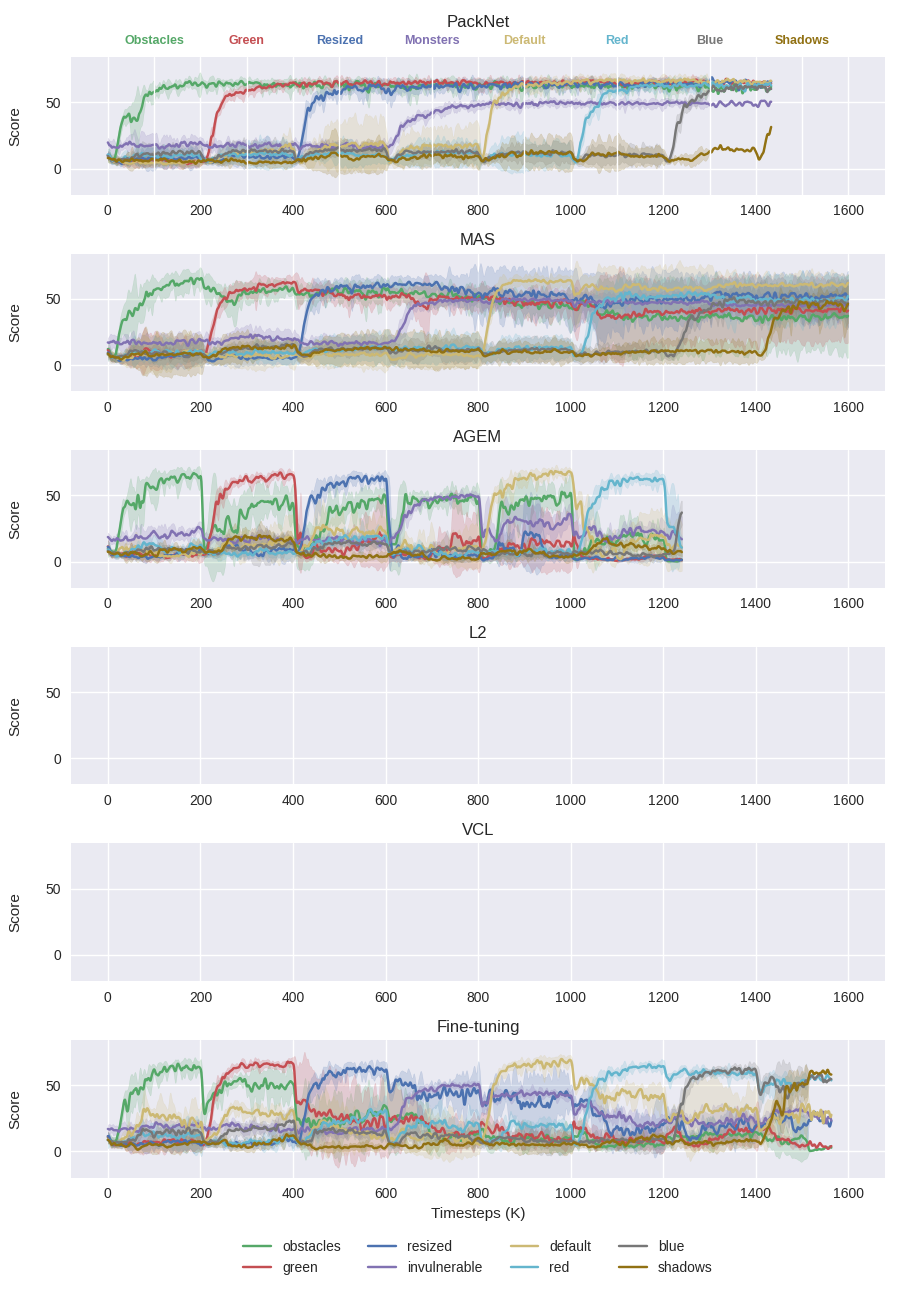 PackNet
Obstacles Green Resized Monsters Default Red Blue Shadows
Score
50
0
0 200 400 600 800 1000 1200 1400 1600
MAS
Score
50
0
0 200 400 600 800 1000 1200 1400 1600
AGEM
Score
50
0
0 200 400 600 800 1000 1200 1400 1600
L2
Score
50
0
0 200 400 600 800 1000 1200 1400 1600
VCL
Score
50
0
0 200 400 600 800 1000 1200 1400 1600
Fine-tuning
Score
50
0
0 200 400 600 800 1000 1200 1400 1600
Timesteps (K)
obstacles resized default blue
green invulnerable red shadows